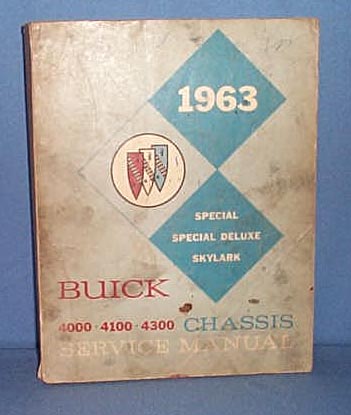 1963
SPECIAL
SPECIAL DELUXE
SKYLARK
BUICK
4000 • 4100 • 4300 CHASSIS
SERVICE MANUAL